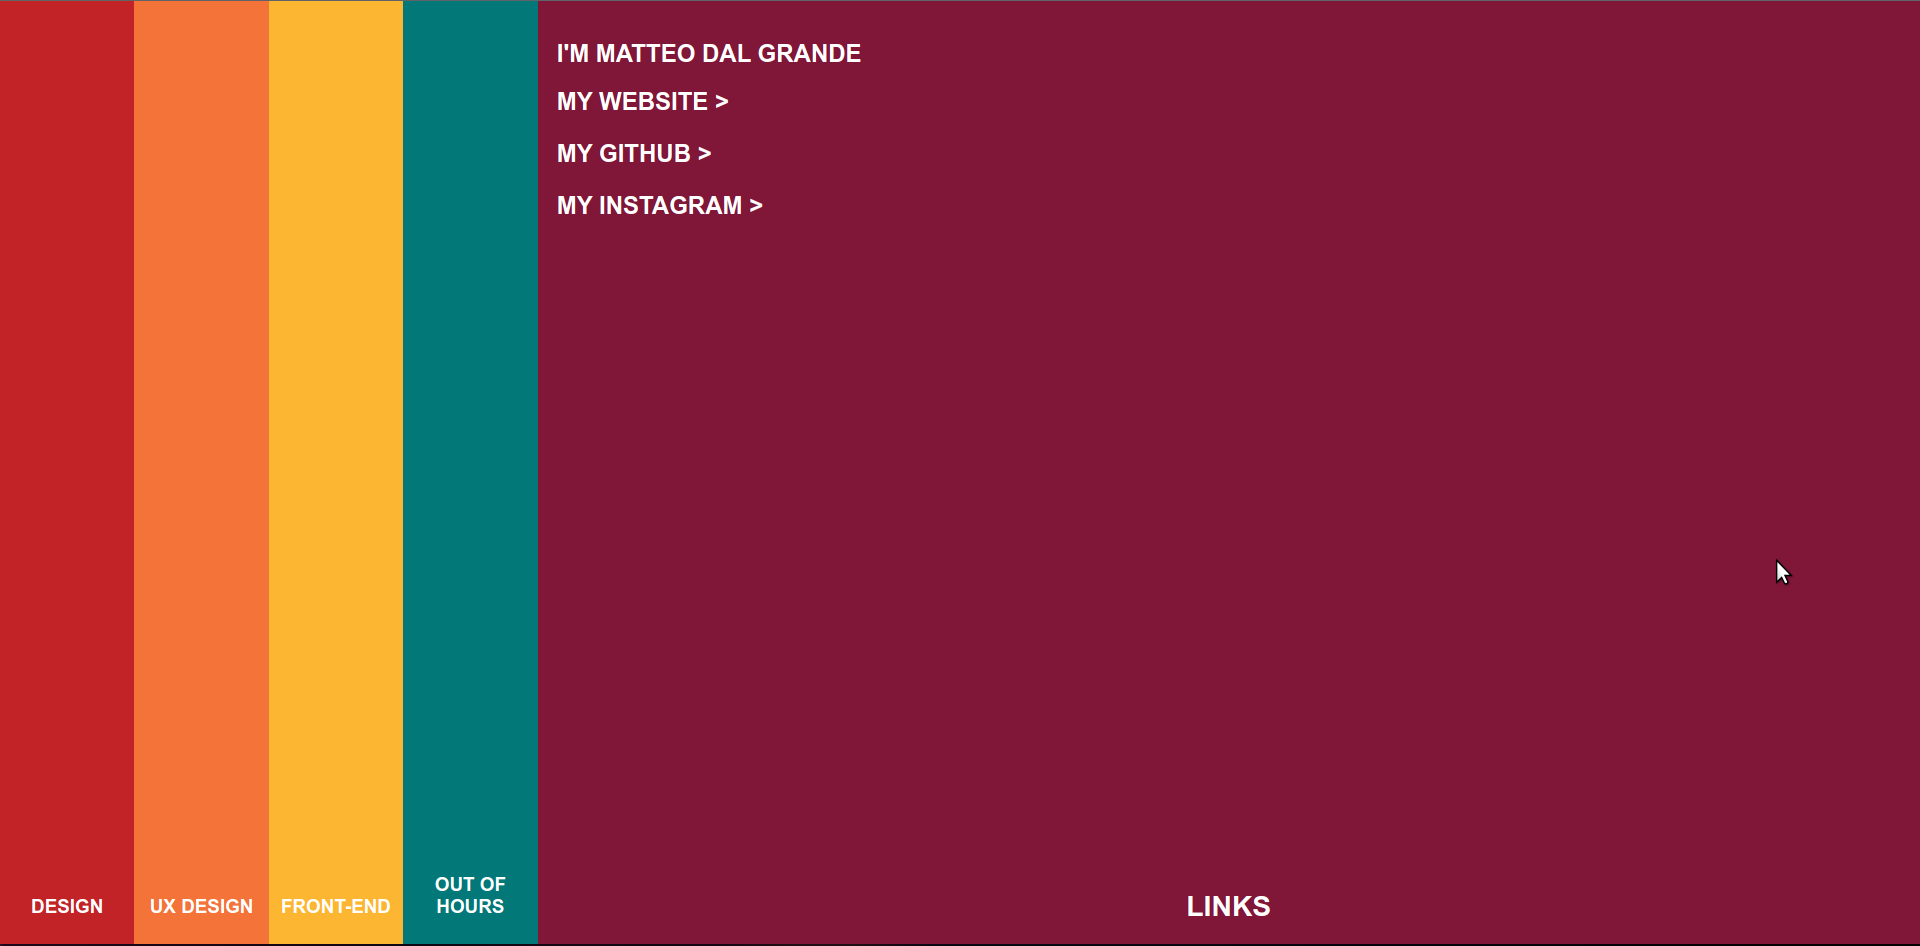 I'M MATTEO DAL GRANDE
MY WEBSITE >
MY GITHUB >
MY INSTAGRAM >
DESIGN
UX DESIGN
FRONT-END
OUT OF
HOURS
LINKS